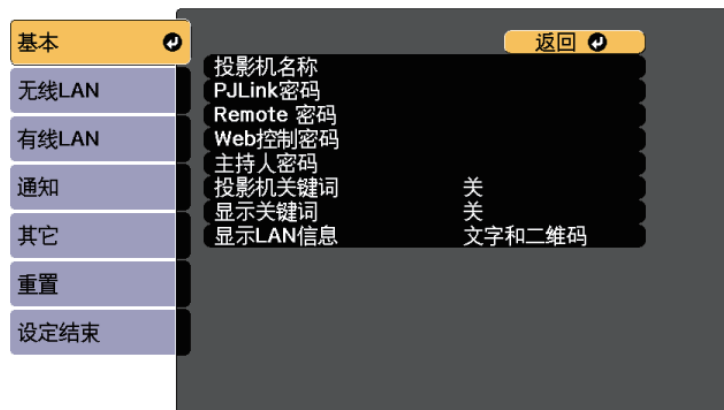 基本
无线LAN
有线LAN
通知
其它
重置
设定结束
返回
投影机名称
PJLink密码
Remote 密码
Web控制密码
主持人密码
投影机关键词 关
显示关键词 关
显示LAN信息 文字和二维码